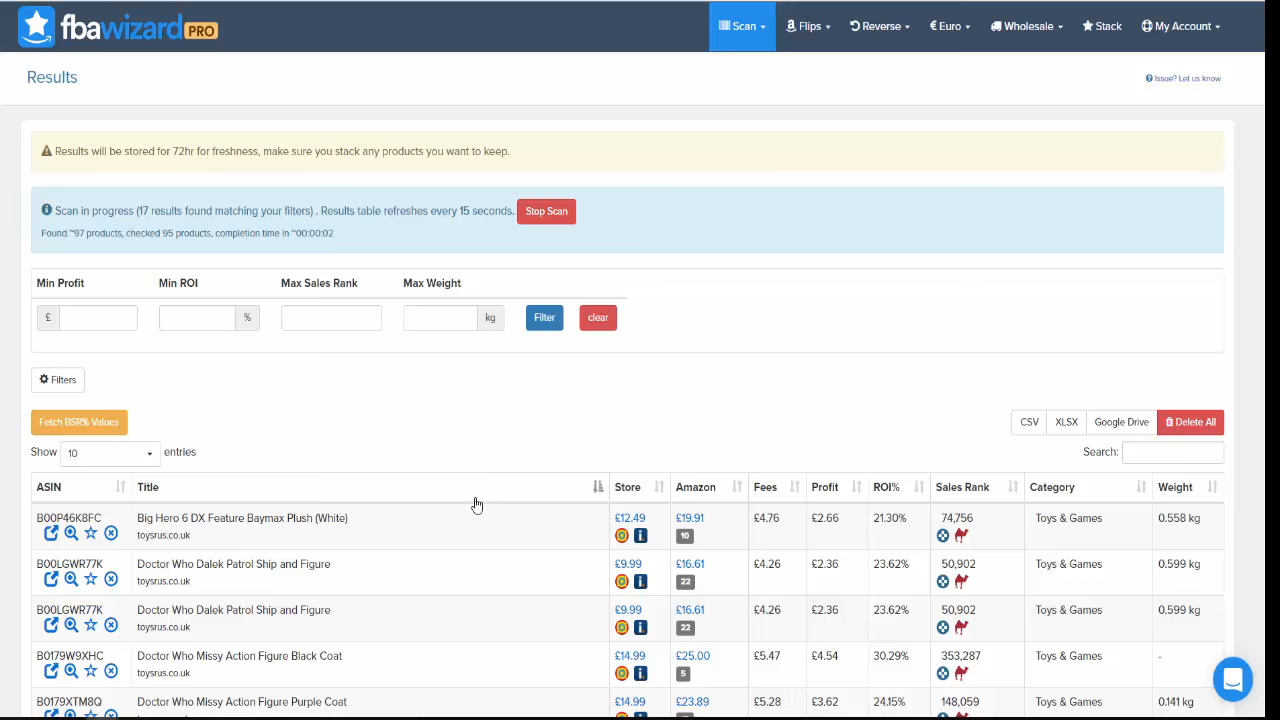 fbawizard PRO
Scan Flips Reverse € Euro Wholesale Stack My Account
Results
Issue? Let us know
Results will be stored for 72hr for freshness, make sure you stack any products you want to keep.
Scan in progress (17 results found matching your filters) . Results table refreshes every 15 seconds. Stop Scan
Found ~97 products, checked 95 products, completion time in ~00:00:02
Min Profit Min ROI Max Sales Rank Max Weight
£ % kg Filter clear
Filters
Fetch BSR% Values CSV XLSX Google Drive Delete All
Show 10 entries Search:
ASIN Title Store Amazon Fees Profit ROI% Sales Rank Category Weight
B00P46K8FC Big Hero 6 DX Feature Baymax Plush (White) £12.49 £19.91 £4.76 £2.66 21.30% 74,756 Toys & Games 0.558 kg
toysrus.co.uk 10
B00LGWR77K Doctor Who Dalek Patrol Ship and Figure £9.99 £16.61 £4.26 £2.36 23.62% 50,902 Toys & Games 0.599 kg
toysrus.co.uk 22
B00LGWR77K Doctor Who Dalek Patrol Ship and Figure £9.99 £16.61 £4.26 £2.36 23.62% 50,902 Toys & Games 0.599 kg
toysrus.co.uk 22
B0179W9XHC Doctor Who Missy Action Figure Black Coat £14.99 £25.00 £5.47 £4.54 30.29% 353,287 Toys & Games -
toysrus.co.uk 5
B0179XTM8Q Doctor Who Missy Action Figure Purple Coat £14.99 £23.89 £5.28 £3.62 24.15% 148,059 Toys & Games 0.141 kg